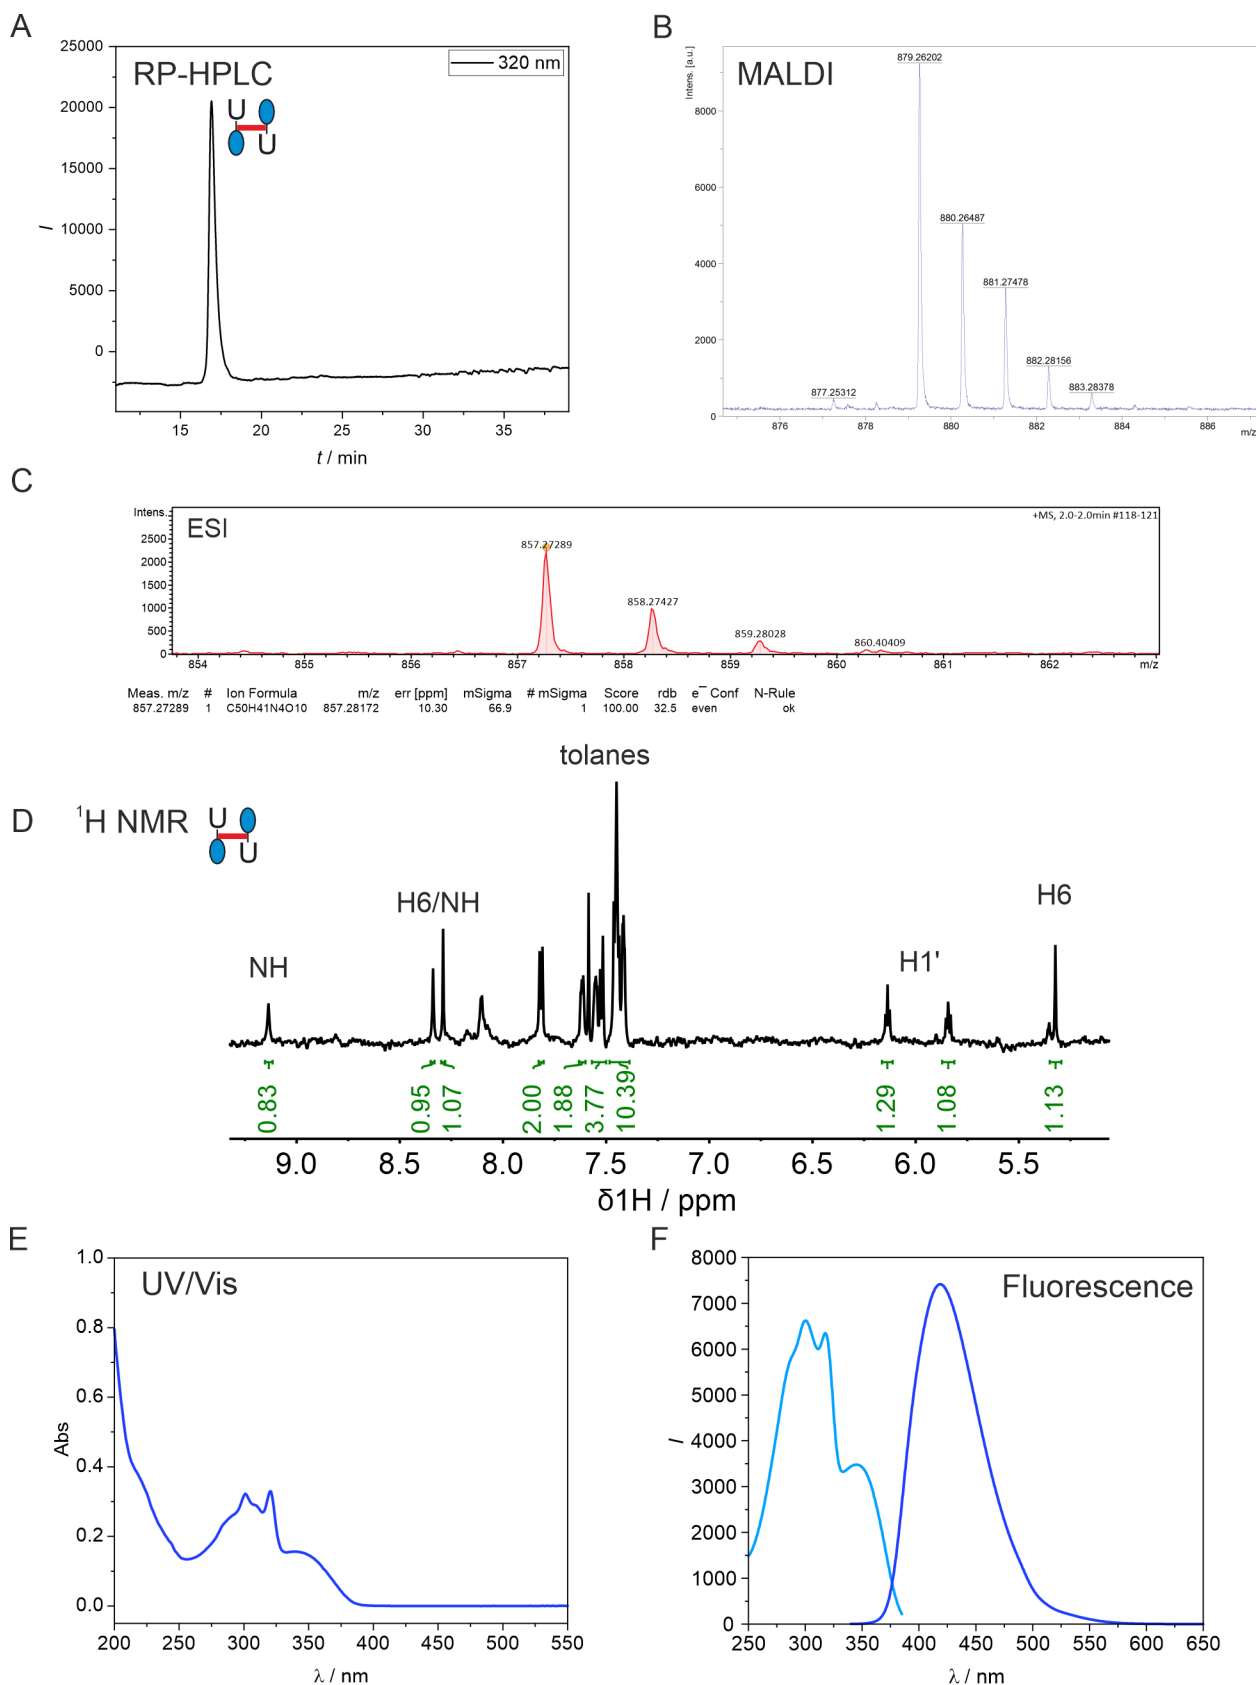 A
25000
20000
15000
10000
5000
0
I
RP-HPLC
320 nm
U
U
15 20 25 30 35
t / min
B
Intens. [a.u.]
8000
6000
4000
2000
0
MALDI
879.26202
880.26487
881.27478
882.28156
883.28378
877.25312
876 878 880 882 884 886
m/z
C
Intens.
2500
2000
1500
1000
500
0
ESI
+MS, 2.0-2.0min #118-121
857.27289
858.27427
859.28028
860.40409
854 855 856 857 858 859 860 861 862 m/z
Meas. m/z # Ion Formula m/z err [ppm] mSigma # mSigma Score rdb e⁻ Conf N-Rule
857.27289 1 C50H41N4O10 857.28172 10.30 66.9 1 100.00 32.5 even ok
D
¹H NMR
U
U
tolanes
NH
H6/NH
H1'
H6
0.83 0.95 1.07 2.00 1.88 3.77 10.39 1.29 1.08 1.13
9.0 8.5 8.0 7.5 7.0 6.5 6.0 5.5
δ1H / ppm
E
1.0
0.8
0.6
0.4
0.2
0.0
Abs
UV/Vis
200 250 300 350 400 450 500 550
λ / nm
F
8000
7000
6000
5000
4000
3000
2000
1000
0
I
Fluorescence
250 300 350 400 450 500 550 600 650
λ / nm